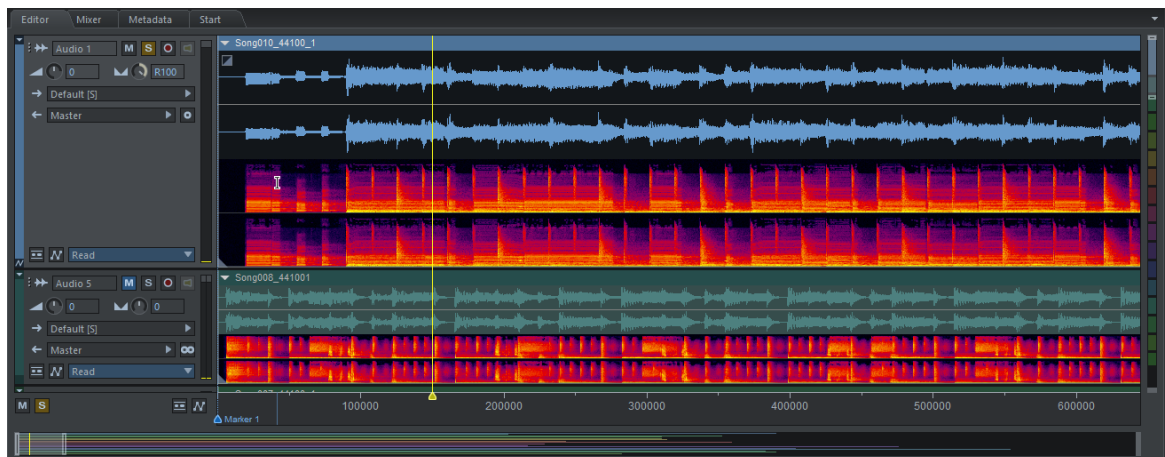 Editor Mixer Metadata Start
Audio 1 M S
Song010_44100_1
0 R100
Default [S]
Master
Read
Audio 5 M S
Song008_441001
0 0
Default [S]
Master
Read
M S
100000 200000 300000 400000 500000 600000
Marker 1